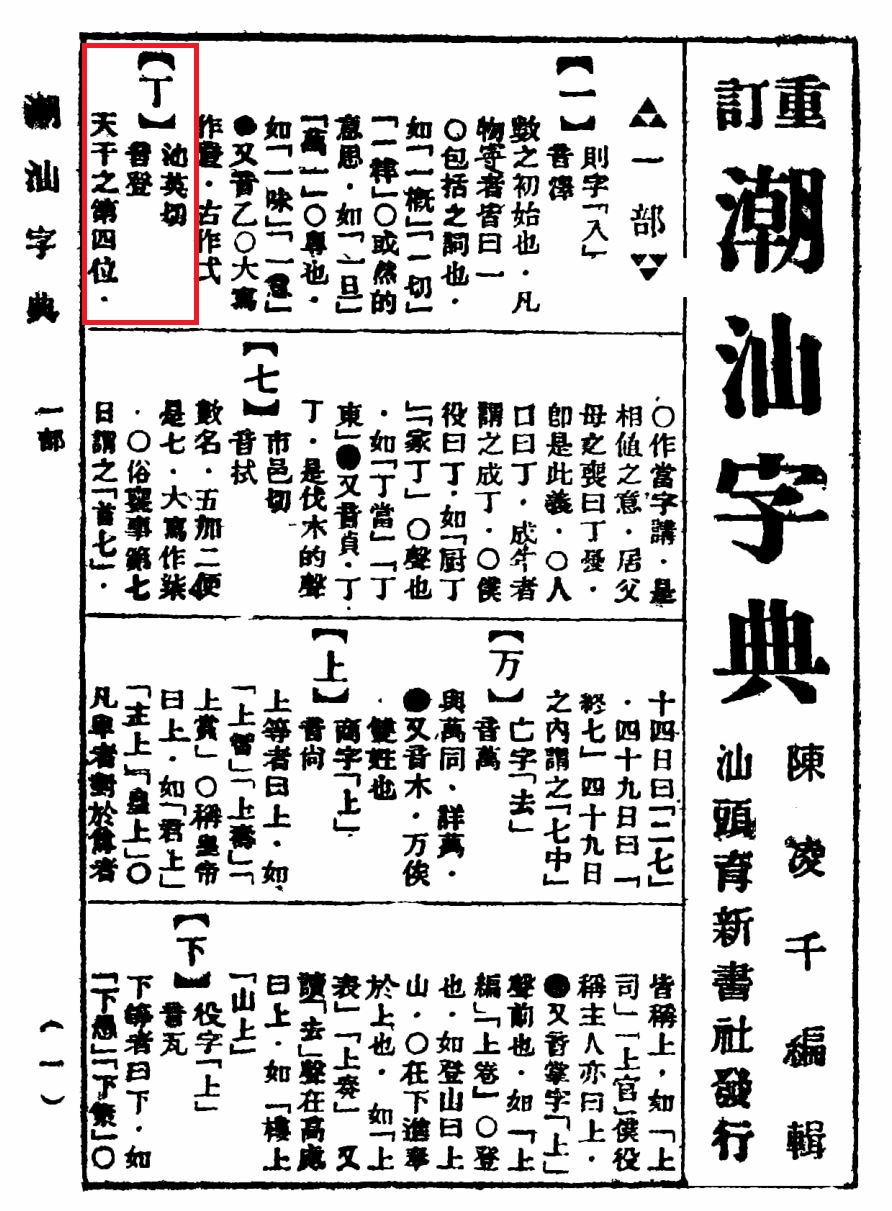 重訂
潮汕字典
陳凌千編輯
汕頭育新書社發行
一部
【一】
則字「入」
音
數之初始也．凡
物寄者皆曰一
○包括之詞也．
如「一概」「一切」
「一樣」○或然的
意思．如「一旦」
「萬一」○專也．
如「一味」「一意」
●又音乙○大寫
作壹．古作弌
【丁】
池英切
音登
天干之第四位．
○作當字講．是
相値之意．居父
母之喪曰丁憂．
卽是此義．○人
口曰丁．成年者
謂之成丁．○僕
役曰丁．如「厨丁
」「家丁」○聲也
．如「丁當」「丁
東」●又音貞．丁
丁．是伐木的聲
【七】
市邑切
音拭
數名．五加二便
是七．大寫作柒
．○俗喪事第七
日謂之「首七」．
十四日曰「二七」
．四十九日曰「
終七」四十九日
之內謂之「七中」
【万】
亡字「去」
音萬
與萬同．詳萬．
●又音木．万俟
．雙姓也
【上】
商字「上」
音尚
上等者曰上．如
「上智」「上壽」「
上賞」○稱皇帝
曰上．如「君上」
「主上」「皇上」○
凡卑者對於尊者
皆稱上．如「上
司」「上官」僕役
稱主人亦曰上．
●又音掌字「上」
聲前也．如「上
編」「上卷」○登
也．如登山曰上
山．○在下進奉
於上也．如「上
表」「上奏」又
讀「去」聲在高處
曰上．如「樓上
「山上」
【下】
役字「上」
音
下等者曰下．如
「下愚」「下策」○
潮汕字典
一部
(一)